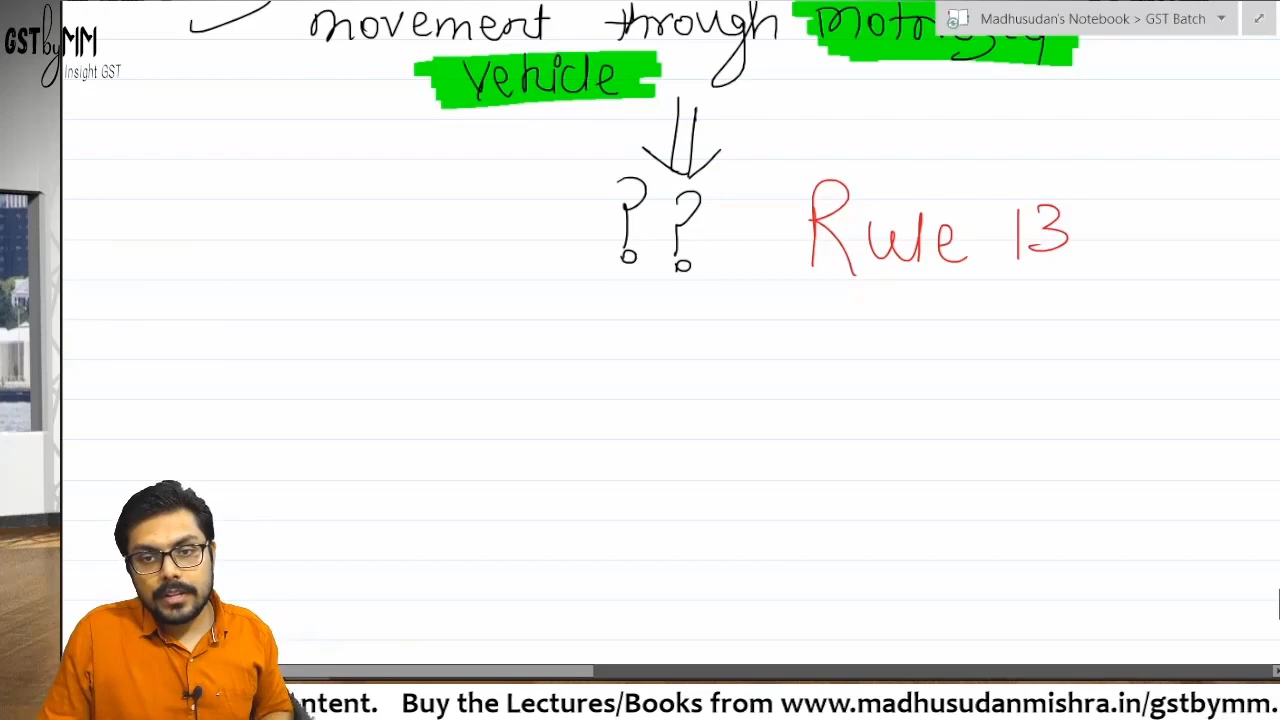 movement through
vehicle
? ?
Rule 13
GST by MM
Insight GST
Madhusudan's Notebook > GST Batch
ntent. Buy the Lectures/Books from www.madhusudanmishra.in/gstbymm.